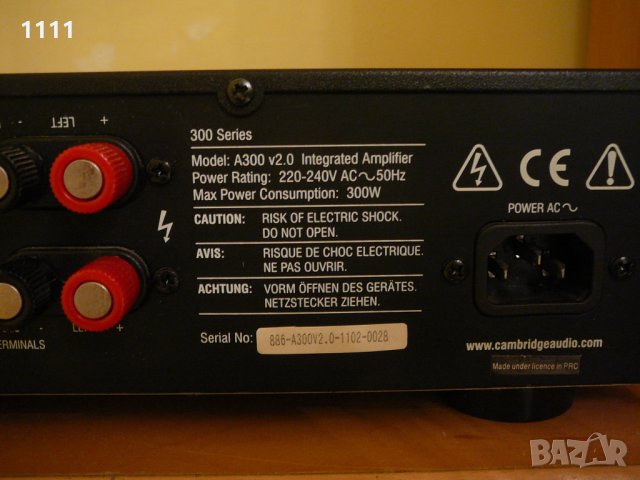 1111
300 Series
Model: A300 v2.0 Integrated Amplifier
Power Rating: 220-240V AC~50Hz
Max Power Consumption: 300W
CAUTION: RISK OF ELECTRIC SHOCK.
DO NOT OPEN.
AVIS: RISQUE DE CHOC ELECTRIQUE.
NE PAS OUVRIR.
ACHTUNG: VORM ÖFFNEN DES GERÄTES.
NETZSTECKER ZIEHEN.
Serial No: 886-A300V2.0-1102-0028
- LEFT +
- +
CE
POWER AC~
www.cambridgeaudio.com
Made under licence in PRC
BAZAR